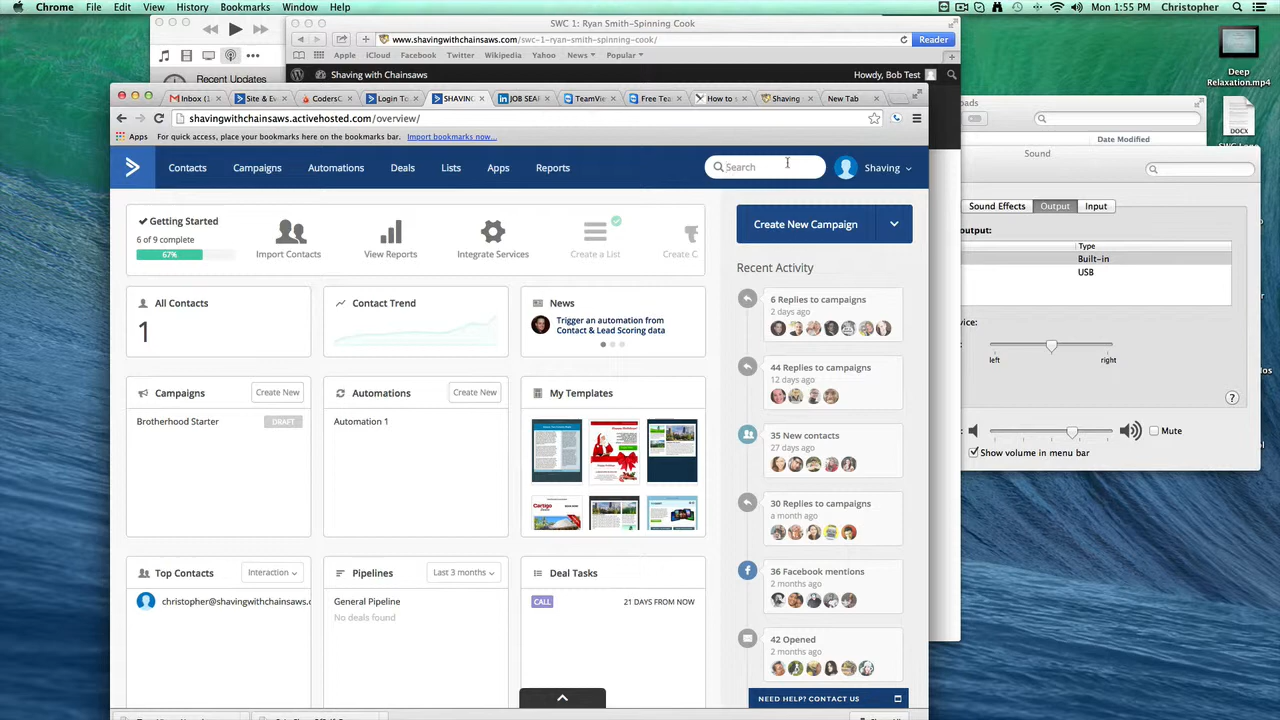 Chrome File Edit View History Bookmarks Window Help
Mon 1:55 PM Christopher
SWC 1: Ryan Smith-Spinning Cook
www.shavingwithchainsaws.com/swc-1-ryan-smith-spinning-cook/
Reader
Apple iCloud Facebook Twitter Wikipedia Yahoo News Popular
Recent Updates
Shaving with Chainsaws
Howdy, Bob Test
Inbox (1 Site & E CodersC Login To SHAVING JOB SEAR TeamVie Free Tea How to Shaving New Tab
shavingwithchainsaws.activehosted.com/overview/
Apps For quick access, place your bookmarks here on the bookmarks bar. Import bookmarks now...
Contacts Campaigns Automations Deals Lists Apps Reports
Search
Shaving
Getting Started
6 of 9 complete
67%
Import Contacts
View Reports
Integrate Services
Create a List
Create C
Create New Campaign
All Contacts
1
Contact Trend
News
Trigger an automation from
Contact & Lead Scoring data
Campaigns
Create New
Brotherhood Starter
DRAFT
Automations
Create New
Automation 1
My Templates
Top Contacts
Interaction
christopher@shavingwithchainsaws.c
Pipelines
Last 3 months
General Pipeline
No deals found
Deal Tasks
CALL
21 DAYS FROM NOW
Recent Activity
6 Replies to campaigns
2 days ago
44 Replies to campaigns
12 days ago
35 New contacts
27 days ago
30 Replies to campaigns
a month ago
36 Facebook mentions
2 months ago
42 Opened
2 months ago
NEED HELP? CONTACT US
Deep
Relaxation.mp4
DOCX
oads
Date Modified
Sound
Sound Effects Output Input
output:
Type
Built-in
USB
vice:
left
right
Mute
Show volume in menu bar